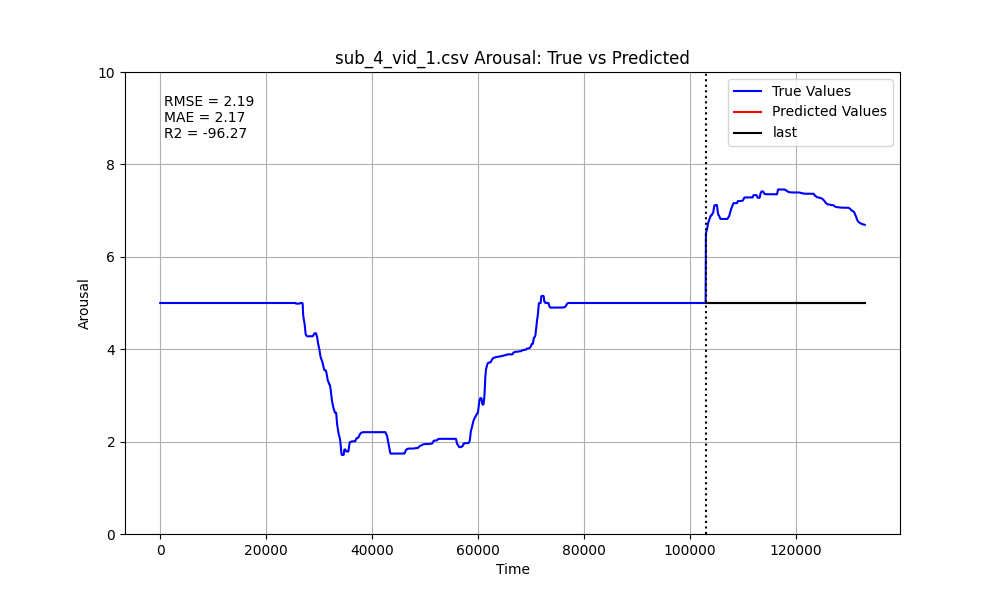 sub_4_vid_1.csv Arousal: True vs Predicted
RMSE = 2.19
MAE = 2.17
R2 = -96.27
True Values
Predicted Values
last
10
8
6
4
2
0
Arousal
0 20000 40000 60000 80000 100000 120000
Time